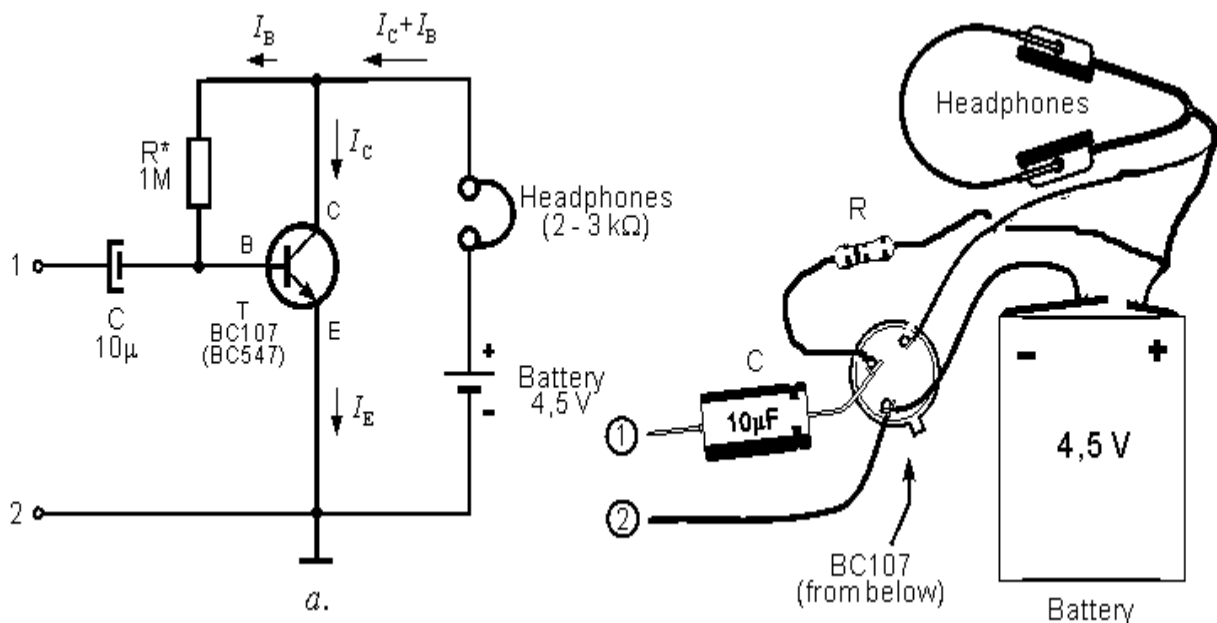 I_B
I_C+I_B
R*
1M
I_C
C
B
Headphones
(2 - 3 kΩ)
1
C
10μ
T
BC107
(BC547)
E
+
Battery
4,5 V
-
I_E
2
a.
Headphones
R
C
10μF
1
2
BC107
(from below)
-
+
4,5 V
Battery